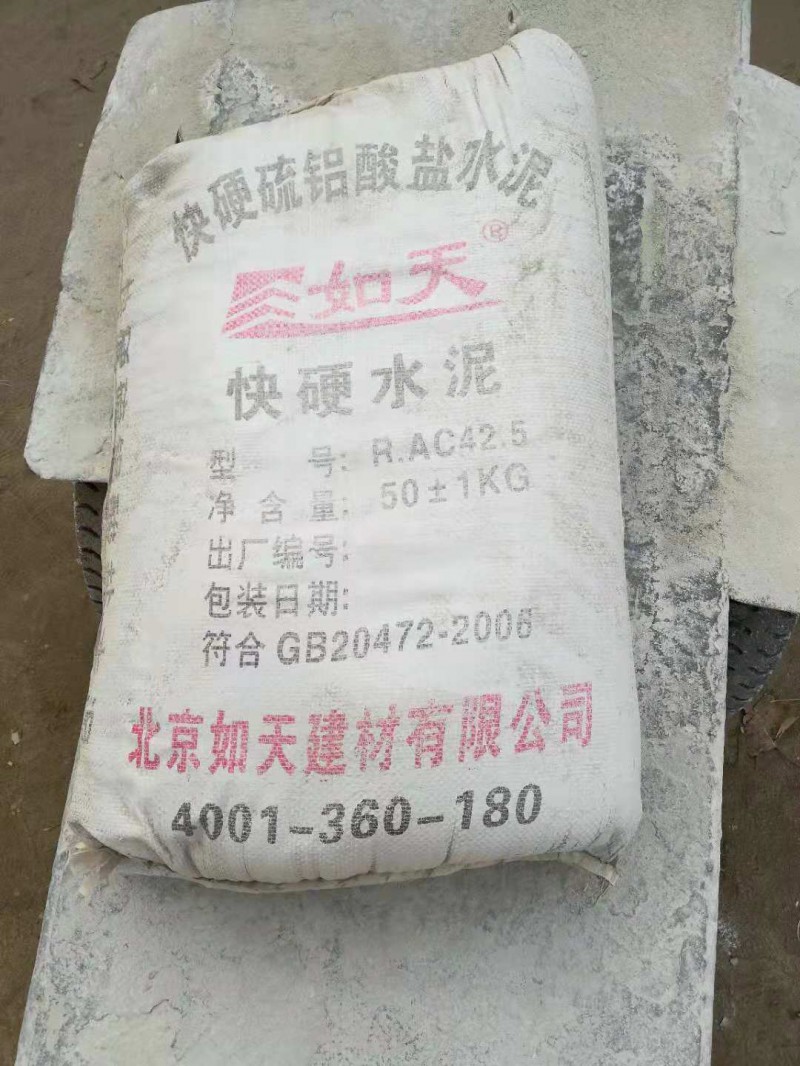 快硬硫铝酸盐水泥
如天®
快硬水泥
型 号: R.AC42.5
净含量: 50±1KG
出厂编号:
包装日期:
符合GB20472-2006
北京如天建材有限公司
4001-360-180